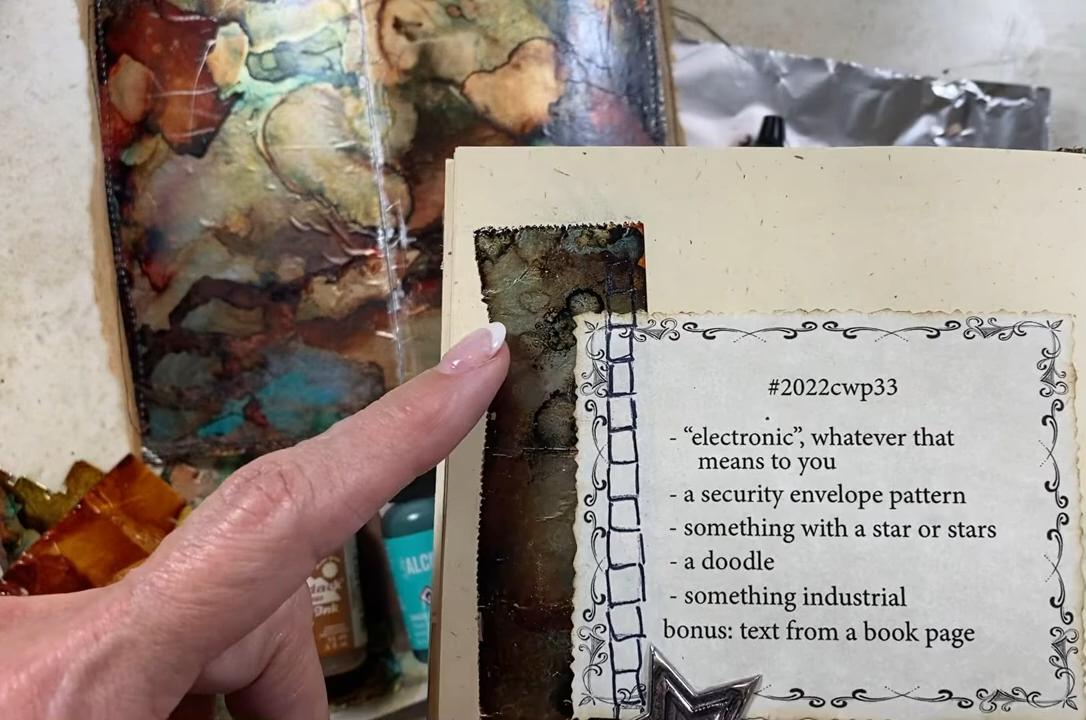 #2022cwp33
- “electronic”, whatever that
means to you
- a security envelope pattern
- something with a star or stars
- a doodle
- something industrial
bonus: text from a book page